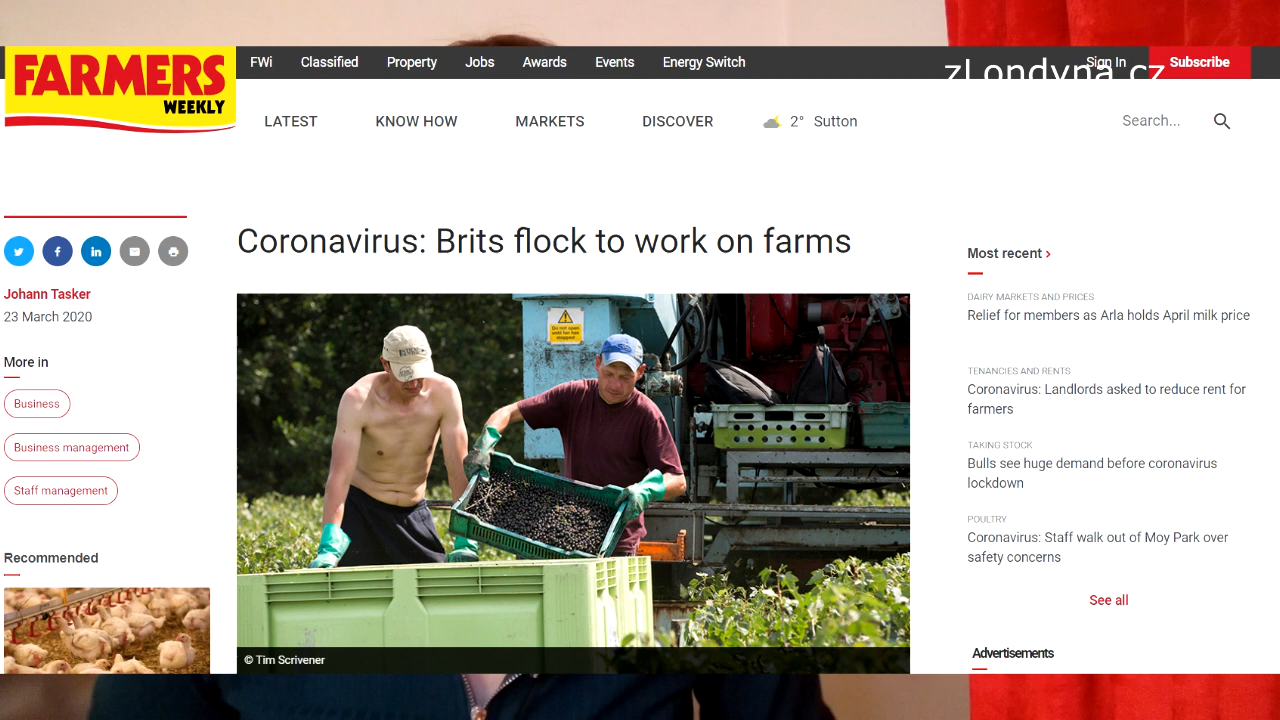 FARMERS
WEEKLY
FWi Classified Property Jobs Awards Events Energy Switch Sign In Subscribe
zLondyna.cz
LATEST KNOW HOW MARKETS DISCOVER 2° Sutton Search...
Coronavirus: Brits flock to work on farms
Johann Tasker
23 March 2020
More in
Business
Business management
Staff management
Recommended
Do not open
© Tim Scrivener
Most recent >
DAIRY MARKETS AND PRICES
Relief for members as Arla holds April milk price
TENANCIES AND RENTS
Coronavirus: Landlords asked to reduce rent for
farmers
TAKING STOCK
Bulls see huge demand before coronavirus
lockdown
POULTRY
Coronavirus: Staff walk out of Moy Park over
safety concerns
See all
Advertisements